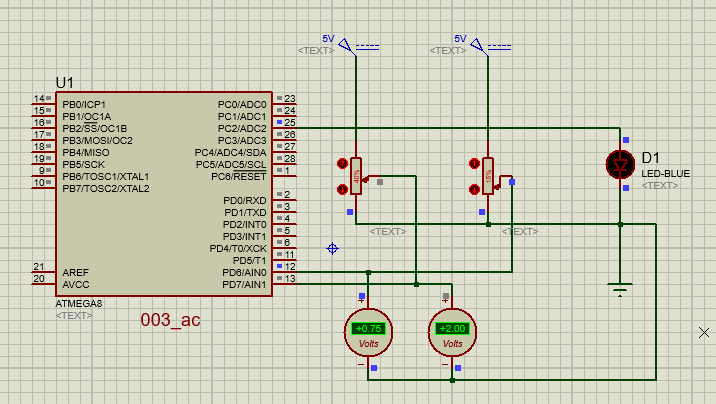 5V
<TEXT>
5V
<TEXT>
U1
14 PB0/ICP1
15 PB1/OC1A
16 PB2/SS/OC1B
17 PB3/MOSI/OC2
18 PB4/MISO
19 PB5/SCK
9 PB6/TOSC1/XTAL1
10 PB7/TOSC2/XTAL2
21 AREF
20 AVCC
PC0/ADC0 23
PC1/ADC1 24
PC2/ADC2 25
PC3/ADC3 26
PC4/ADC4/SDA 27
PC5/ADC5/SCL 28
PC6/RESET 1
PD0/RXD 2
PD1/TXD 3
PD2/INT0 4
PD3/INT1 5
PD4/T0/XCK 6
PD5/T1 11
PD6/AIN0 12
PD7/AIN1 13
ATMEGA8
<TEXT>
003_ac
40%
<TEXT>
15%
<TEXT>
D1
LED-BLUE
<TEXT>
+0.75
Volts
+2.00
Volts